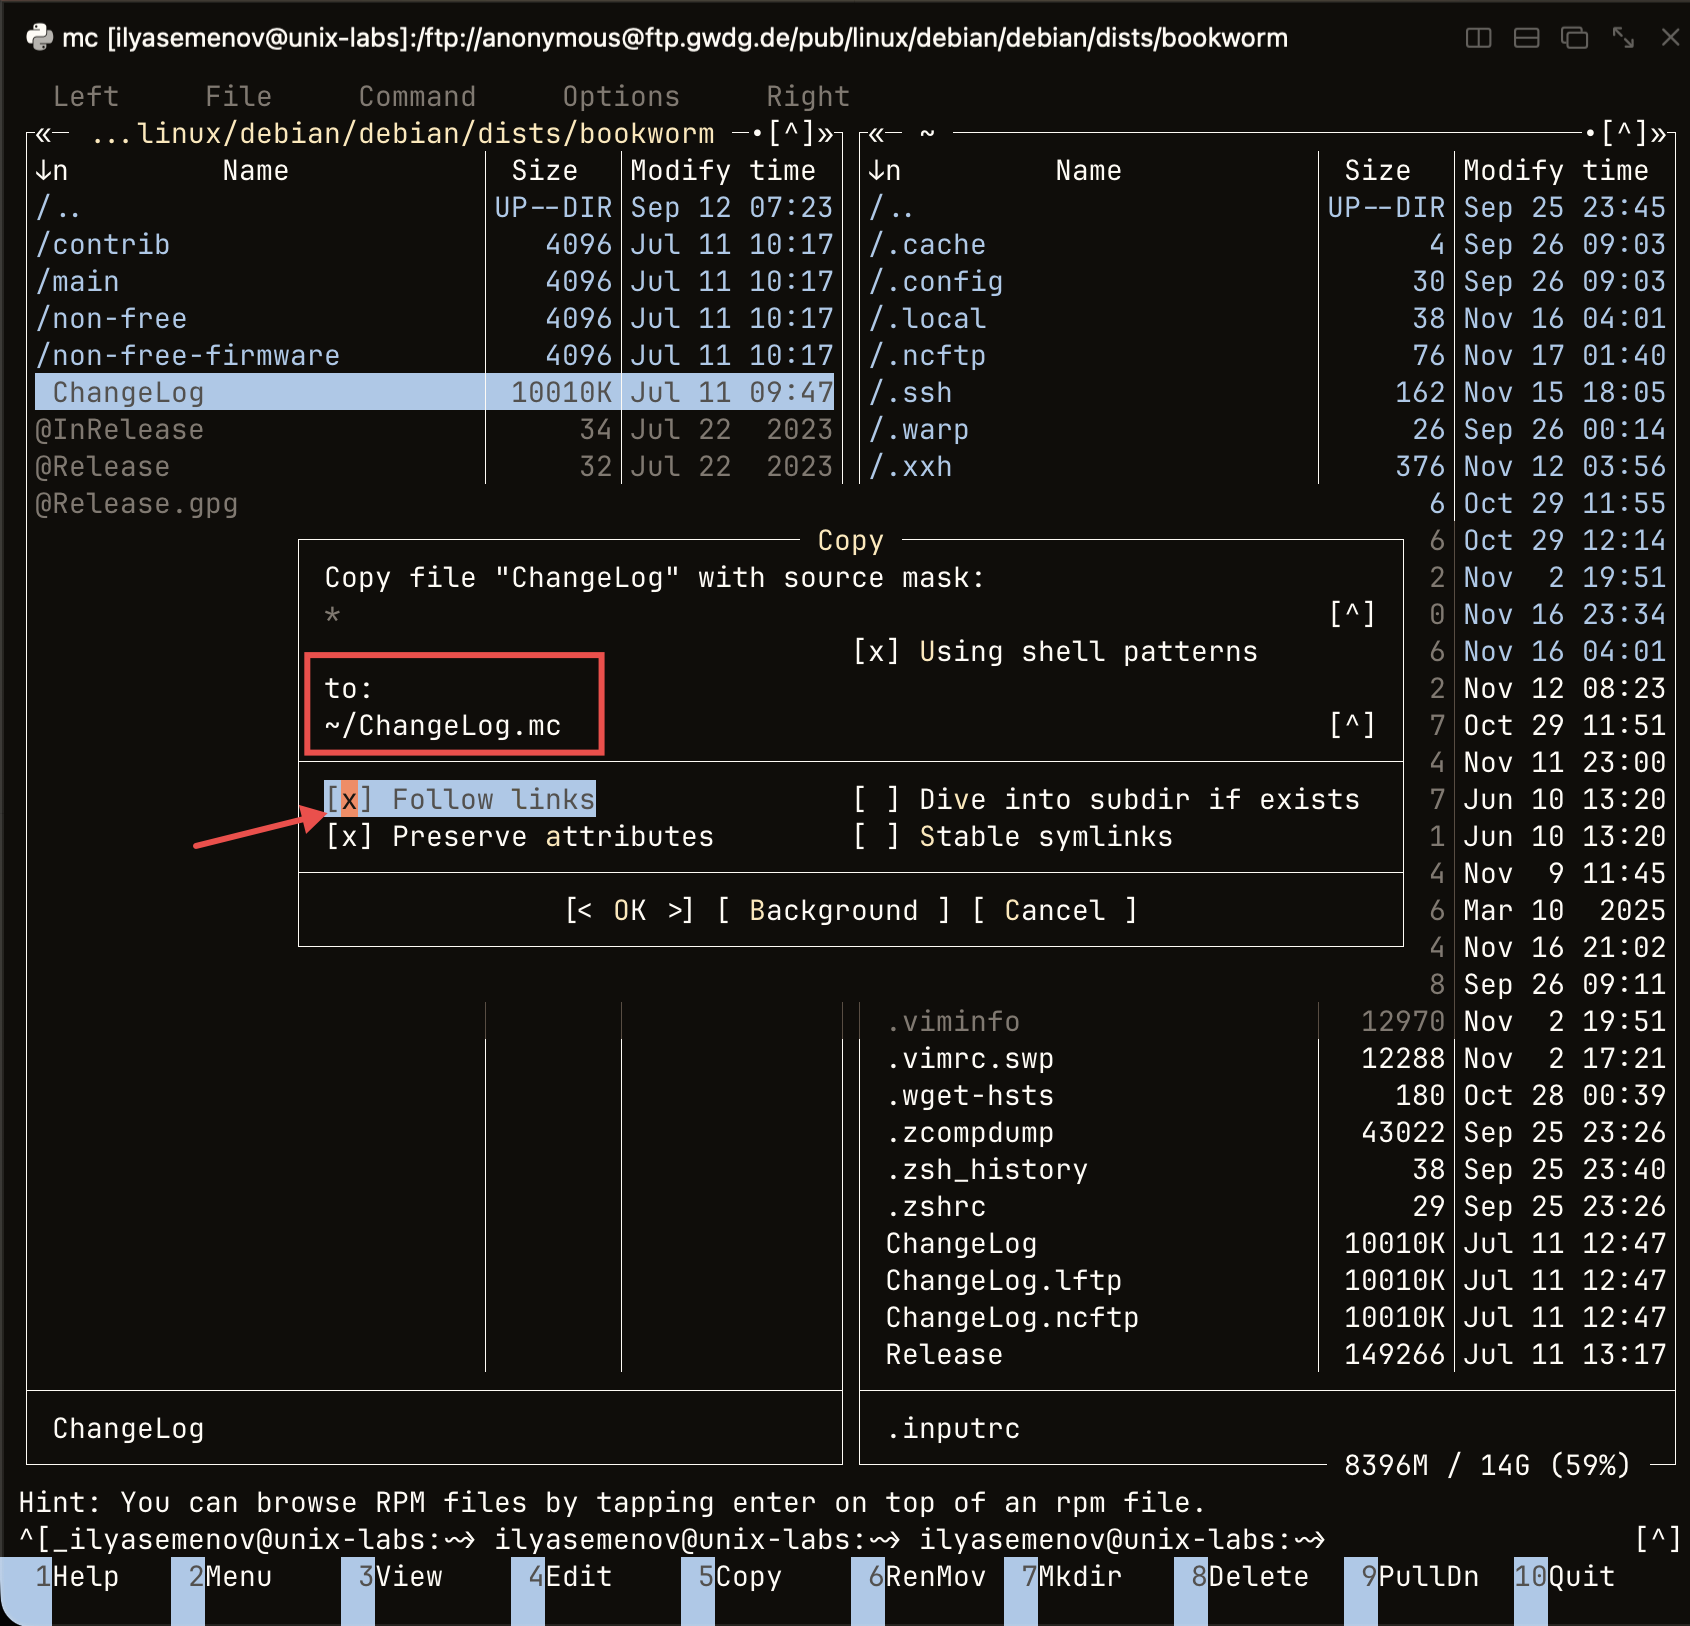 mc [ilyasemenov@unix-labs]:/ftp://anonymous@ftp.gwdg.de/pub/linux/debian/debian/dists/bookworm
Left File Command Options Right
«─ ...linux/debian/debian/dists/bookworm ─•[^]» «─ ~ ─•[^]»
↓n Name Size Modify time ↓n Name Size Modify time
/.. UP--DIR Sep 12 07:23 /.. UP--DIR Sep 25 23:45
/contrib 4096 Jul 11 10:17 /.cache 4 Sep 26 09:03
/main 4096 Jul 11 10:17 /.config 30 Sep 26 09:03
/non-free 4096 Jul 11 10:17 /.local 38 Nov 16 04:01
/non-free-firmware 4096 Jul 11 10:17 /.ncftp 76 Nov 17 01:40
ChangeLog 10010K Jul 11 09:47 /.ssh 162 Nov 15 18:05
@InRelease 34 Jul 22 2023 /.warp 26 Sep 26 00:14
@Release 32 Jul 22 2023 /.xxh 376 Nov 12 03:56
@Release.gpg 6 Oct 29 11:55
Copy 6 Oct 29 12:14
Copy file "ChangeLog" with source mask: 2 Nov 2 19:51
* [^] 0 Nov 16 23:34
[x] Using shell patterns 6 Nov 16 04:01
to: 2 Nov 12 08:23
~/ChangeLog.mc [^] 7 Oct 29 11:51
4 Nov 11 23:00
[x] Follow links [ ] Dive into subdir if exists 7 Jun 10 13:20
[x] Preserve attributes [ ] Stable symlinks 1 Jun 10 13:20
4 Nov 9 11:45
[< OK >] [ Background ] [ Cancel ] 6 Mar 10 2025
4 Nov 16 21:02
8 Sep 26 09:11
.viminfo 12970 Nov 2 19:51
.vimrc.swp 12288 Nov 2 17:21
.wget-hsts 180 Oct 28 00:39
.zcompdump 43022 Sep 25 23:26
.zsh_history 38 Sep 25 23:40
.zshrc 29 Sep 25 23:26
ChangeLog 10010K Jul 11 12:47
ChangeLog.lftp 10010K Jul 11 12:47
ChangeLog.ncftp 10010K Jul 11 12:47
Release 149266 Jul 11 13:17
ChangeLog .inputrc
8396M / 14G (59%)
Hint: You can browse RPM files by tapping enter on top of an rpm file.
^[_ilyasemenov@unix-labs:~> ilyasemenov@unix-labs:~> ilyasemenov@unix-labs:~> [^]
1Help 2Menu 3View 4Edit 5Copy 6RenMov 7Mkdir 8Delete 9PullDn 10Quit